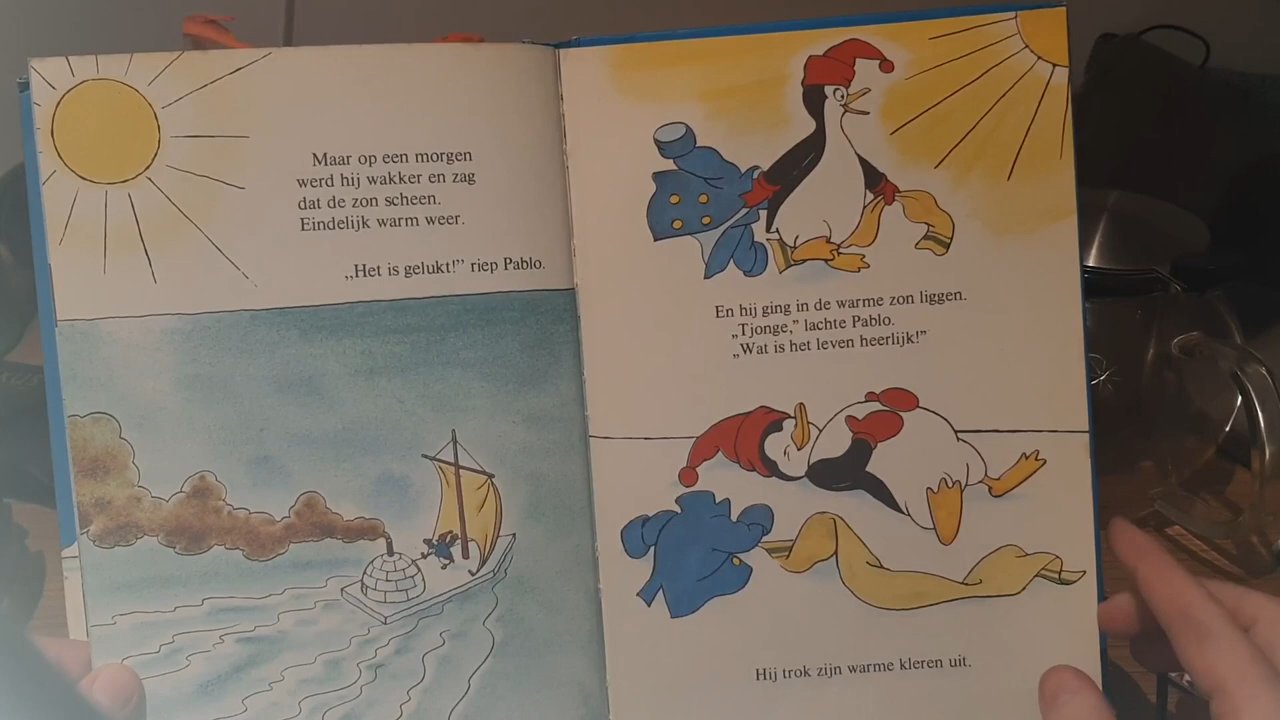 Maar op een morgen
werd hij wakker en zag
dat de zon scheen.
Eindelijk warm weer.
„Het is gelukt!” riep Pablo.
En hij ging in de warme zon liggen.
„Tjonge,” lachte Pablo.
„Wat is het leven heerlijk!”
Hij trok zijn warme kleren uit.